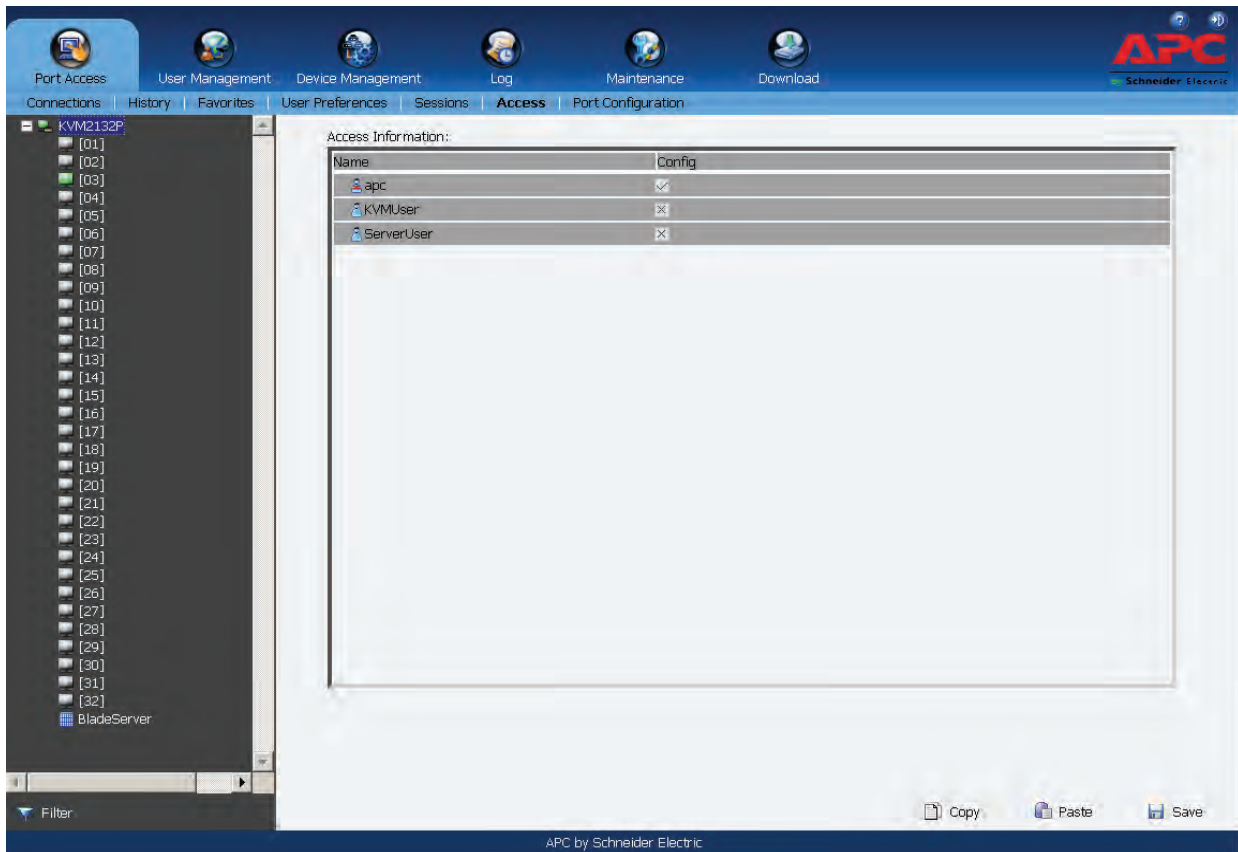 Port Access User Management Device Management Log Maintenance Download
APC
Schneider Electric
Connections History Favorites User Preferences Sessions Access Port Configuration
KVM2132P
[01]
[02]
[03]
[04]
[05]
[06]
[07]
[08]
[09]
[10]
[11]
[12]
[13]
[14]
[15]
[16]
[17]
[18]
[19]
[20]
[21]
[22]
[23]
[24]
[25]
[26]
[27]
[28]
[29]
[30]
[31]
[32]
BladeServer
Filter
Access Information:
Name Config
apc
KVMUser
ServerUser
Copy Paste Save
APC by Schneider Electric